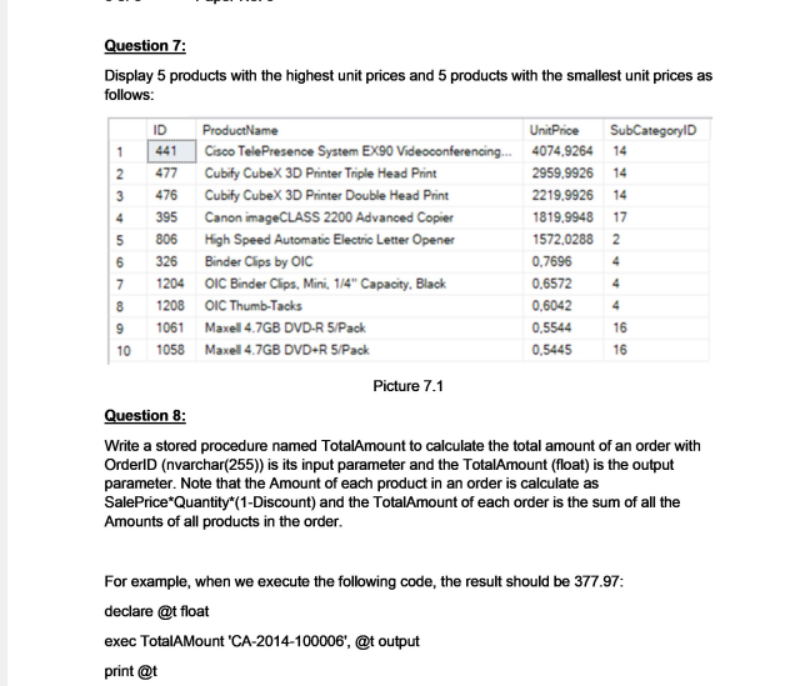 Question 7:
Display 5 products with the highest unit prices and 5 products with the smallest unit prices as
follows:
ID ProductName UnitPrice SubCategoryID
1 441 Cisco TelePresence System EX90 Videoconferencing... 4074,9264 14
2 477 Cubify CubeX 3D Printer Triple Head Print 2959,9926 14
3 476 Cubify CubeX 3D Printer Double Head Print 2219,9926 14
4 395 Canon imageCLASS 2200 Advanced Copier 1819,9948 17
5 806 High Speed Automatic Electric Letter Opener 1572,0288 2
6 326 Binder Clips by OIC 0,7696 4
7 1204 OIC Binder Clips, Mini, 1/4" Capacity, Black 0,6572 4
8 1208 OIC Thumb-Tacks 0,6042 4
9 1061 Maxell 4.7GB DVD-R 5/Pack 0,5544 16
10 1058 Maxell 4.7GB DVD+R 5/Pack 0,5445 16
Picture 7.1
Question 8:
Write a stored procedure named TotalAmount to calculate the total amount of an order with
OrderID (nvarchar(255)) is its input parameter and the TotalAmount (float) is the output
parameter. Note that the Amount of each product in an order is calculate as
SalePrice*Quantity*(1-Discount) and the TotalAmount of each order is the sum of all the
Amounts of all products in the order.
For example, when we execute the following code, the result should be 377.97:
declare @t float
exec TotalAMount 'CA-2014-100006', @t output
print @t